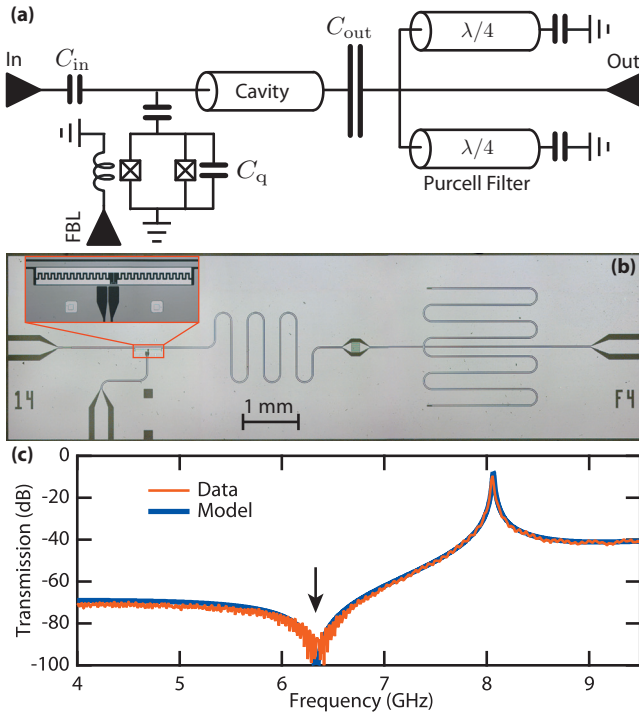 (a)
In
C_in
Cavity
C_out
λ/4
Out
λ/4
Purcell Filter
C_q
FBL
(b)
14
1 mm
F4
(c)
Transmission (dB)
0
-20
-40
-60
-80
-100
Data
Model
4 5 6 7 8 9
Frequency (GHz)